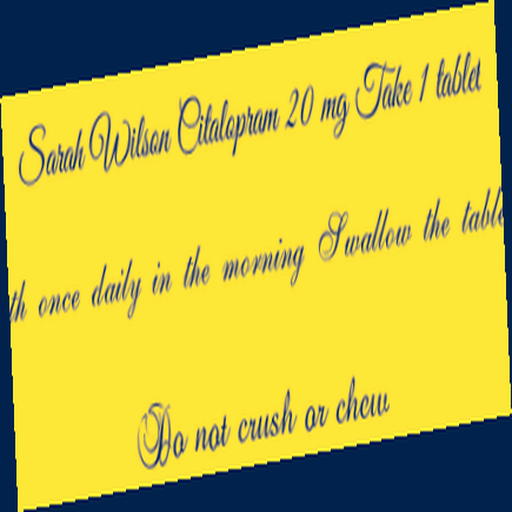 Sarah Wilson Citalopram 20 mg Take 1 tablet
once daily in the morning Swallow the
Do not crush or chew